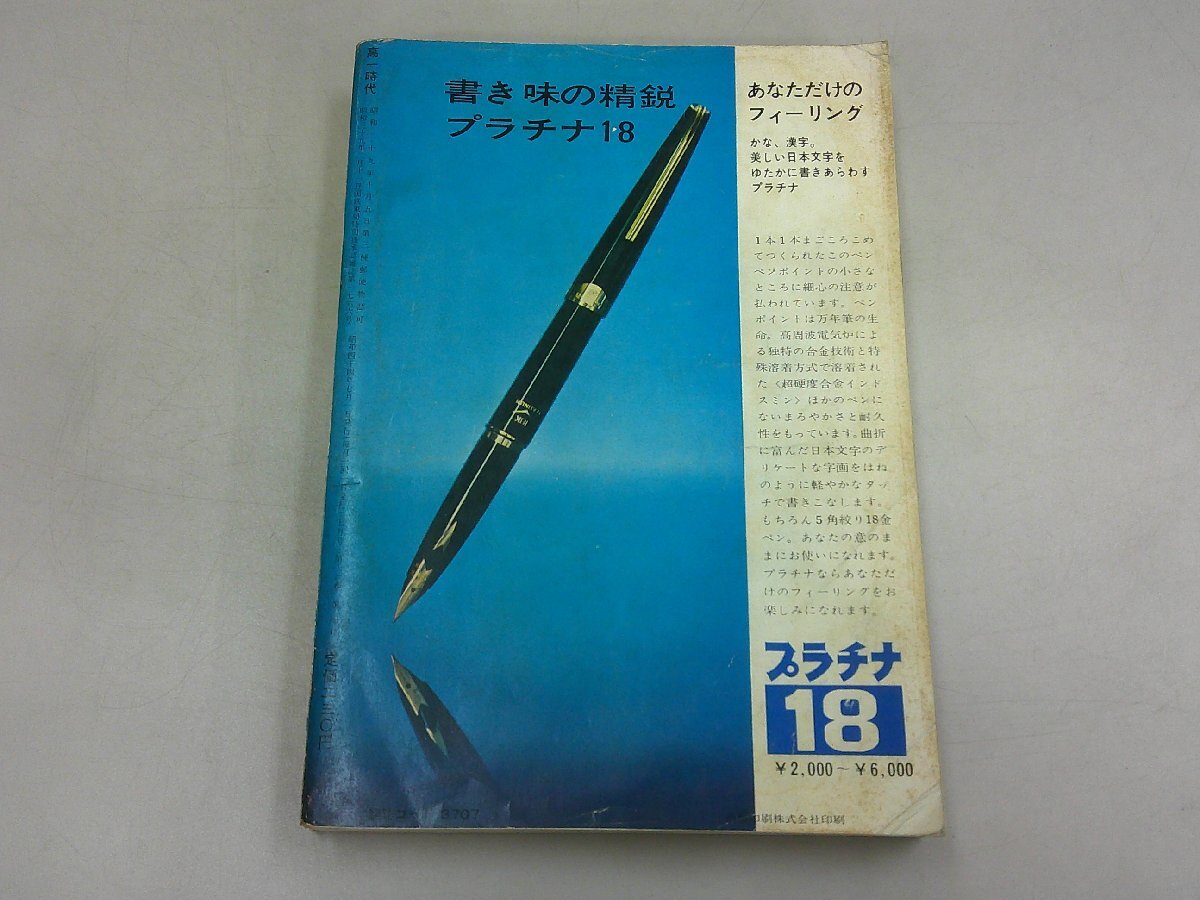 書き味の精鋭
プラチナ18
あなただけの
フィーリング
かな、漢字。
美しい日本文字を
ゆたかに書きあらわす
プラチナ
1本1本まごころこめ
てつくられたこのペン
ペンポイントの小さな
ところに細心の注意が
払われています。ペン
ポイントは万年筆の生
命。高周波電気炉によ
る独特の合金技術と特
殊溶着方式で溶着され
た〈超硬度合金インド
スミン〉ほかのペンに
ないまろやかさと耐久
性をもっています。曲折
に富んだ日本文字のデ
リケートな字画をはね
のように軽やかなタッ
チで書きこなします。
もちろん5角絞り18金
ペン。あなたの意のま
まにお使いになれます。
プラチナならあなただ
けのフィーリングをお
楽しみになれます。
プラチナ
18
¥2,000〜¥6,000
印刷株式会社印刷
高一時代
3707